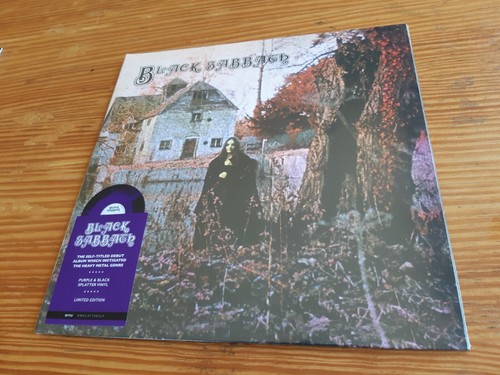 BLACK SABBATH
BLACK
SABBATH
THE SELF-TITLED DEBUT
ALBUM WHICH INSTIGATED
THE HEAVY METAL GENRE
PURPLE & BLACK
SPLATTER VINYL
LIMITED EDITION